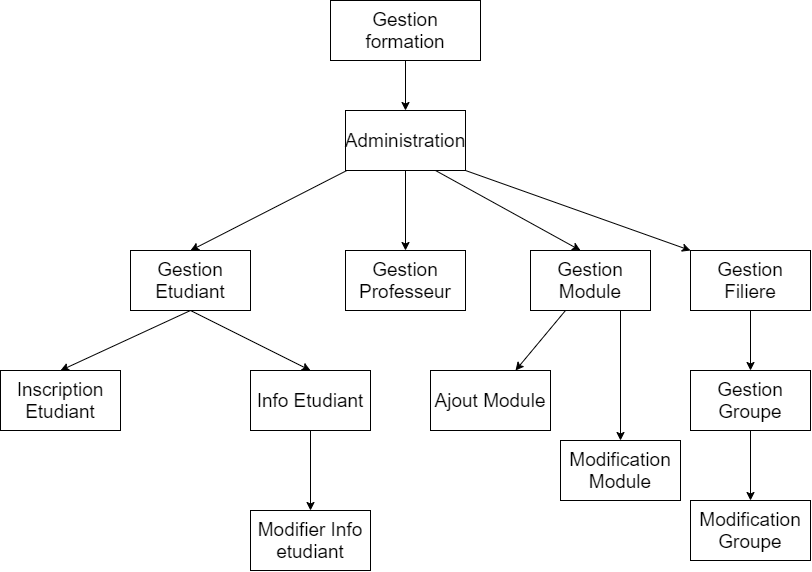 Gestion
formation
Administration
Gestion
Etudiant
Gestion
Professeur
Gestion
Module
Gestion
Filiere
Inscription
Etudiant
Info Etudiant
Ajout Module
Gestion
Groupe
Modification
Module
Modifier Info
etudiant
Modification
Groupe